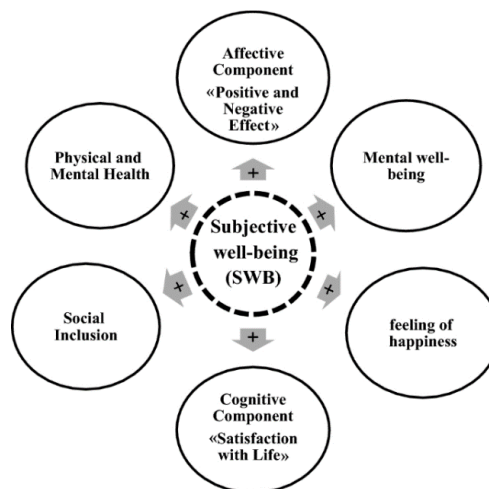 Affective
Component
«Positive and
Negative
Effect»
Physical and
Mental Health
Mental well-
being
+
+
+
Subjective
well-being
(SWB)
+
+
+
Social
Inclusion
feeling of
happiness
Cognitive
Component
«Satisfaction
with Life»